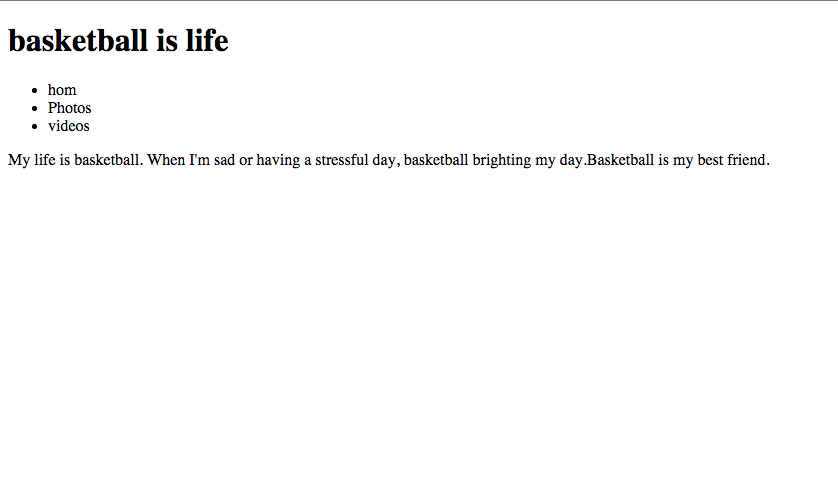 basketball is life
hom
Photos
videos
My life is basketball. When I'm sad or having a stressful day, basketball brighting my day.Basketball is my best friend.